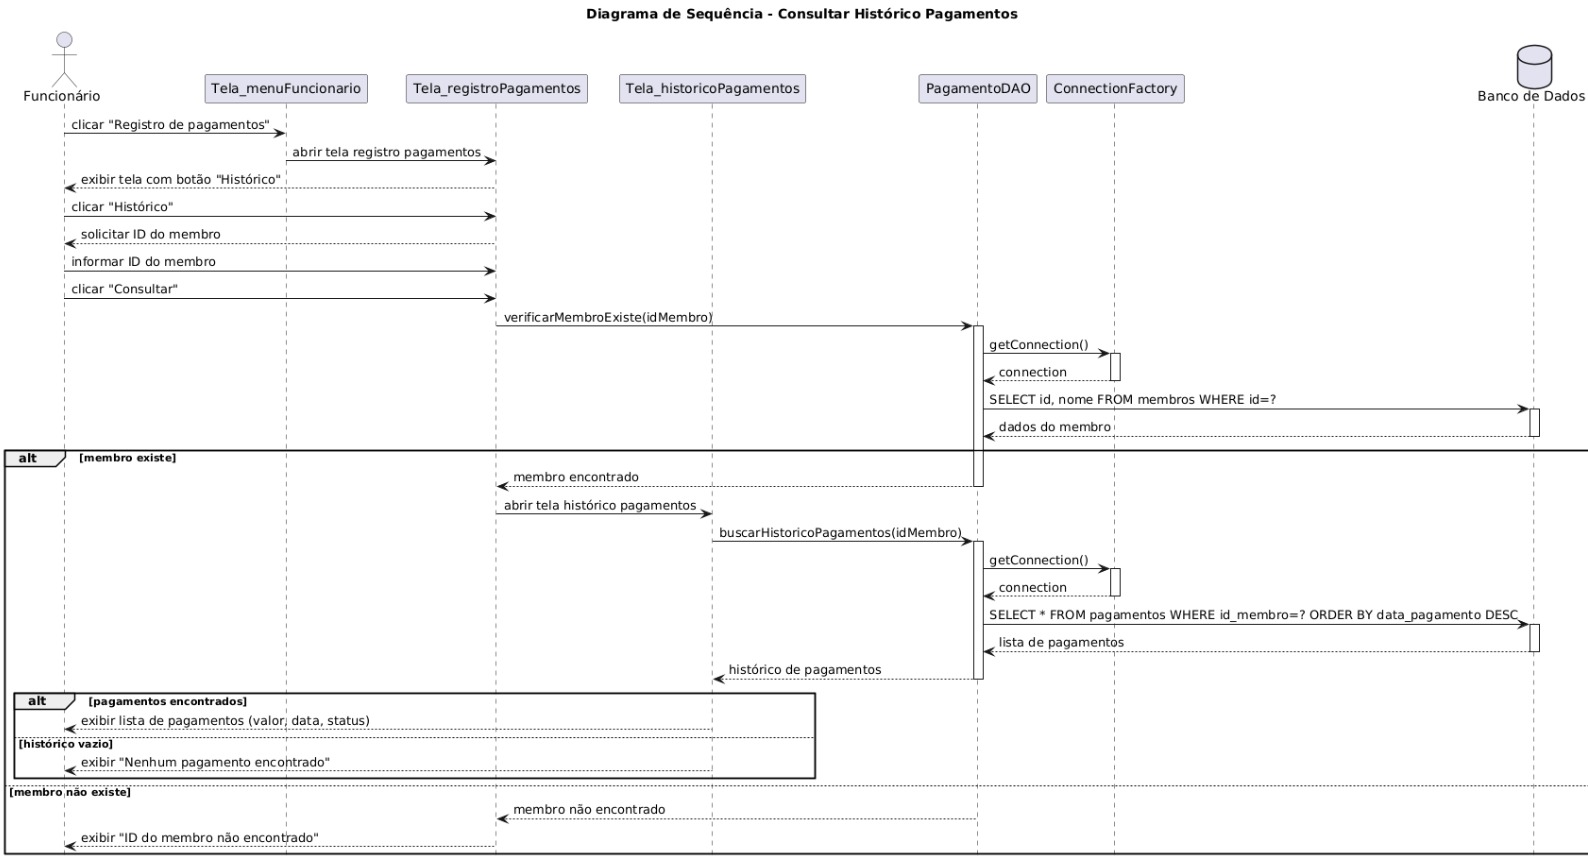 Diagrama de Sequência - Consultar Histórico Pagamentos
Funcionário
Tela_menuFuncionario
Tela_registroPagamentos
Tela_historicoPagamentos
PagamentoDAO
ConnectionFactory
Banco de Dados
clicar "Registro de pagamentos"
abrir tela registro pagamentos
exibir tela com botão "Histórico"
clicar "Histórico"
solicitar ID do membro
informar ID do membro
clicar "Consultar"
verificarMembroExiste(idMembro)
getConnection()
connection
SELECT id, nome FROM membros WHERE id=?
dados do membro
alt [membro existe]
membro encontrado
abrir tela histórico pagamentos
buscarHistoricoPagamentos(idMembro)
getConnection()
connection
SELECT * FROM pagamentos WHERE id_membro=? ORDER BY data_pagamento DESC
lista de pagamentos
histórico de pagamentos
alt [pagamentos encontrados]
exibir lista de pagamentos (valor, data, status)
[histórico vazio]
exibir "Nenhum pagamento encontrado"
[membro não existe]
membro não encontrado
exibir "ID do membro não encontrado"